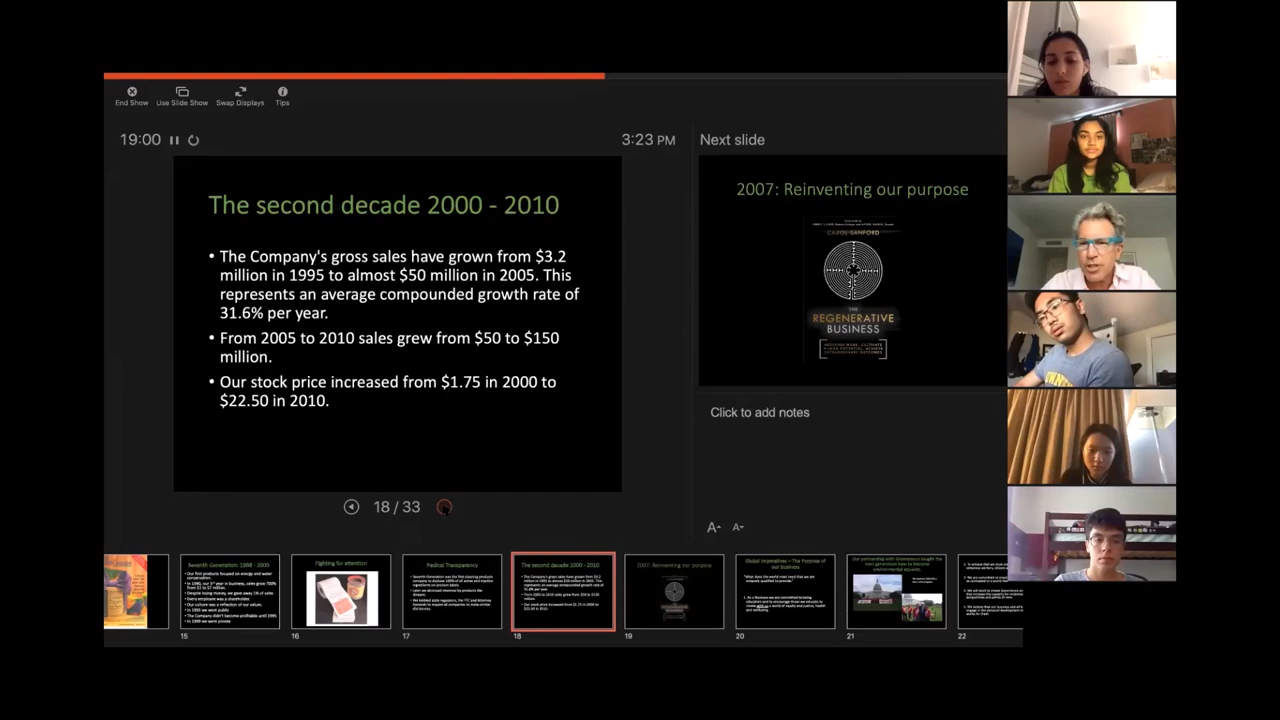 End Show
Use Slide Show
Swap Displays
Tips
19:00
3:23 PM
The second decade 2000 - 2010
• The Company's gross sales have grown from $3.2
million in 1995 to almost $50 million in 2005. This
represents an average compounded growth rate of
31.6% per year.
• From 2005 to 2010 sales grew from $50 to $150
million.
• Our stock price increased from $1.75 in 2000 to
$22.50 in 2010.
18 / 33
Next slide
2007: Reinventing our purpose
CAROL SANFORD
THE
REGENERATIVE
BUSINESS
Click to add notes
A A
Seventh Generation: 1988 - 2000
15
Fighting for attention
16
Radical Transparency
17
The second decade 2000 - 2010
18
2007: Reinventing our purpose
19
Global Imperatives – The Purpose of
our business
20
21
22